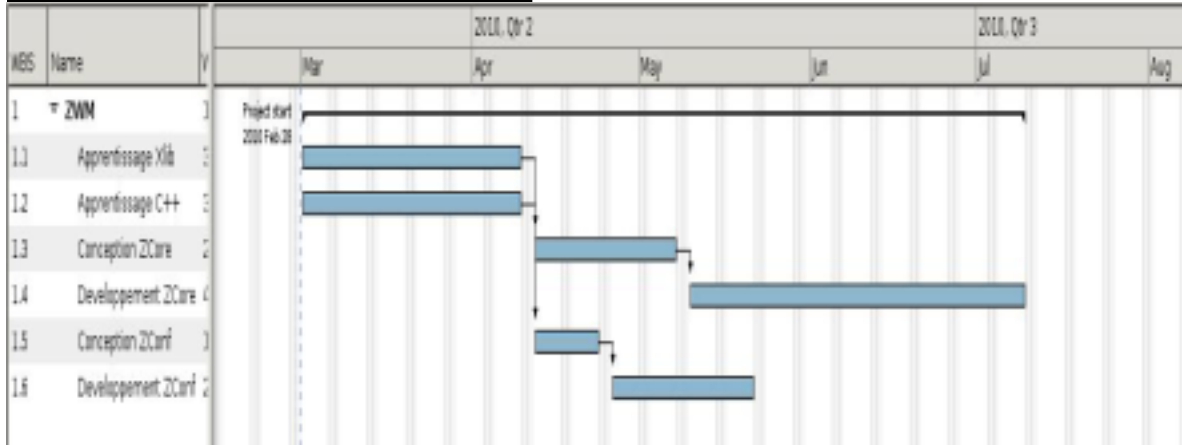 2010, Qtr 2
2010, Qtr 3
WBS Name
Mar Apr May Jun Jul Aug
1 ZWM
Project start
2010 Feb 28
1.1 Apprentissage Xlib
1.2 Apprentissage C++
1.3 Conception ZCore
1.4 Developpement ZCore
1.5 Conception ZConf
1.6 Developpement ZConf